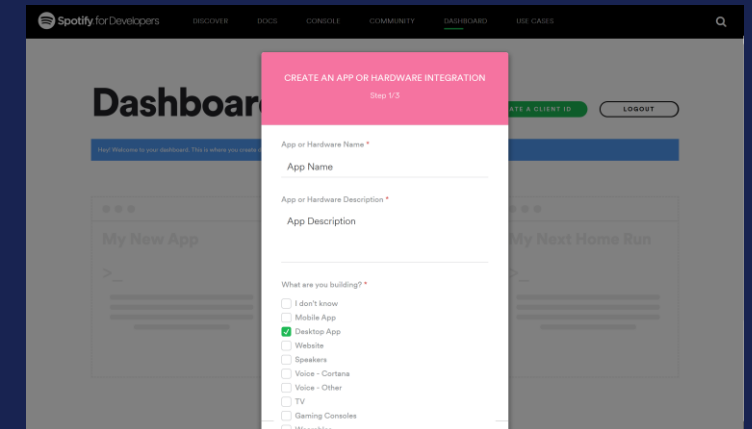 Spotify for Developers DISCOVER DOCS CONSOLE COMMUNITY DASHBOARD USE CASES
CREATE AN APP OR HARDWARE INTEGRATION
Step 1/3
Dashboar
ATE A CLIENT ID LOGOUT
Hey! Welcome to your dashboard. This is where you create
App or Hardware Name *
App Name
App or Hardware Description *
App Description
My New App
My Next Home Run
>_
>_
What are you building? *
I don't know
Mobile App
Desktop App
Website
Speakers
Voice - Cortana
Voice - Other
TV
Gaming Consoles
Wearables